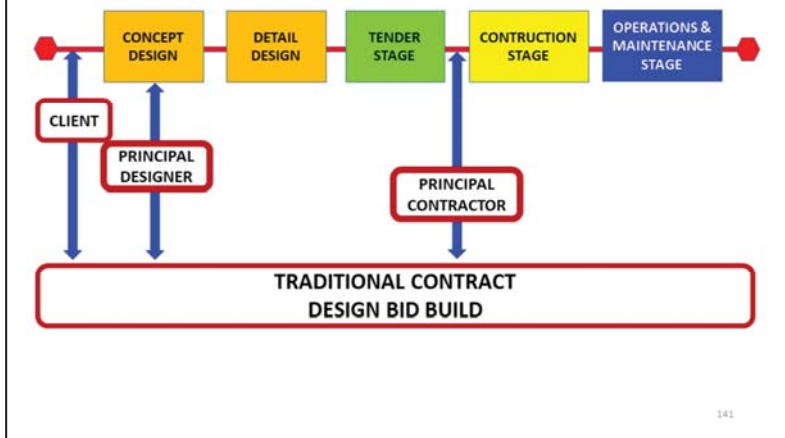 CONCEPT
DESIGN
DETAIL
DESIGN
TENDER
STAGE
CONTRUCTION
STAGE
OPERATIONS &
MAINTENANCE
STAGE
CLIENT
PRINCIPAL
DESIGNER
PRINCIPAL
CONTRACTOR
TRADITIONAL CONTRACT
DESIGN BID BUILD
141